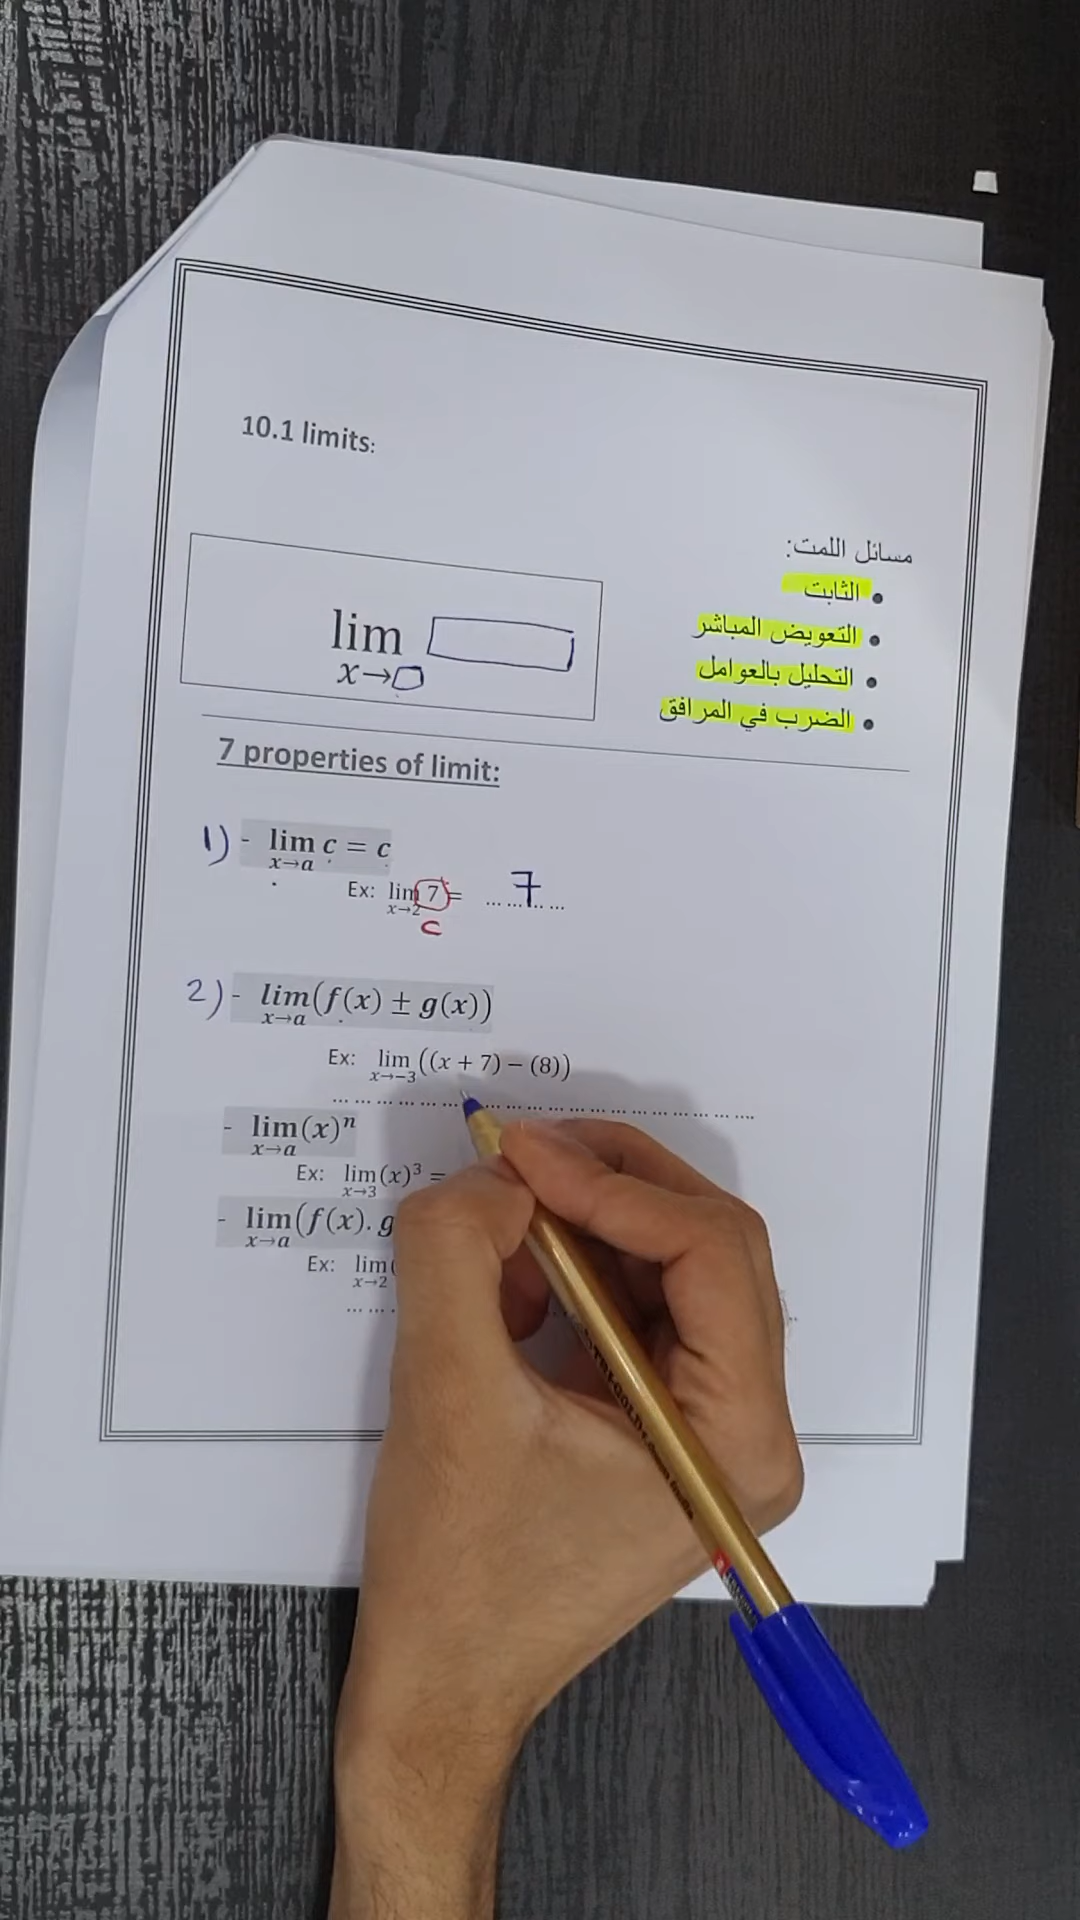 10.1 limits:
مسائل اللمت:
• الثابت
• التعويض المباشر
• التحليل بالعوامل
• الضرب في المرافق
lim
x→□
7 properties of limit:
1) - lim c = c
x→a
Ex: lim 7 = ... 7 ...
x→2
c
2) - lim(f(x) ± g(x))
x→a
Ex: lim ((x + 7) − (8))
x→−3
- lim(x)ⁿ
x→a
Ex: lim(x)³ =
x→3
- lim(f(x). g
x→a
Ex: lim(
x→2